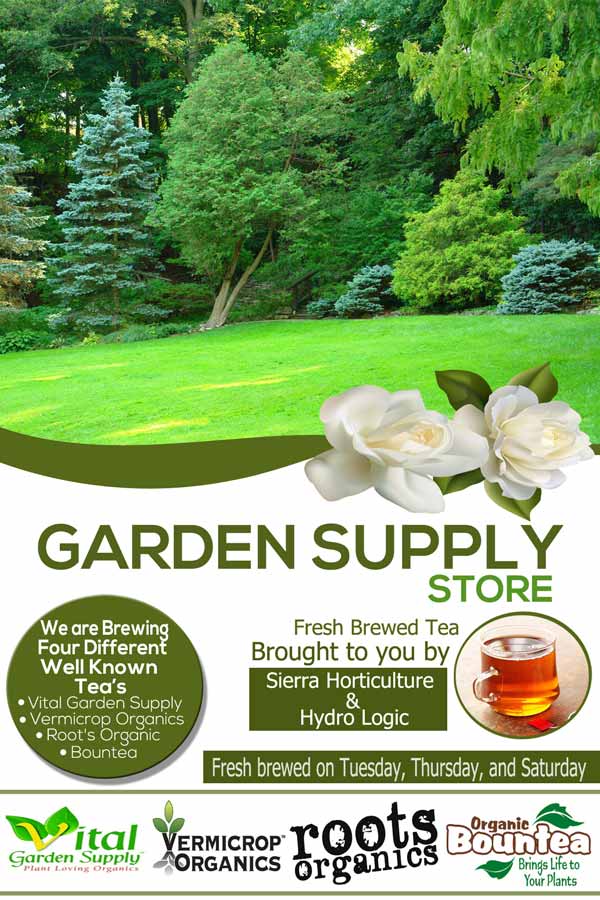 GARDEN SUPPLY
STORE
We are Brewing
Four Different
Well Known
Tea's
• Vital Garden Supply
• Vermicrop Organics
• Root's Organic
• Bountea
Fresh Brewed Tea
Brought to you by
Sierra Horticulture
&
Hydro Logic
Fresh brewed on Tuesday, Thursday, and Saturday
Vital
Garden Supply™
Plant Loving Organics
VERMICROP™
ORGANICS
roots
organics
Organic
Bountea
Brings Life to
Your Plants